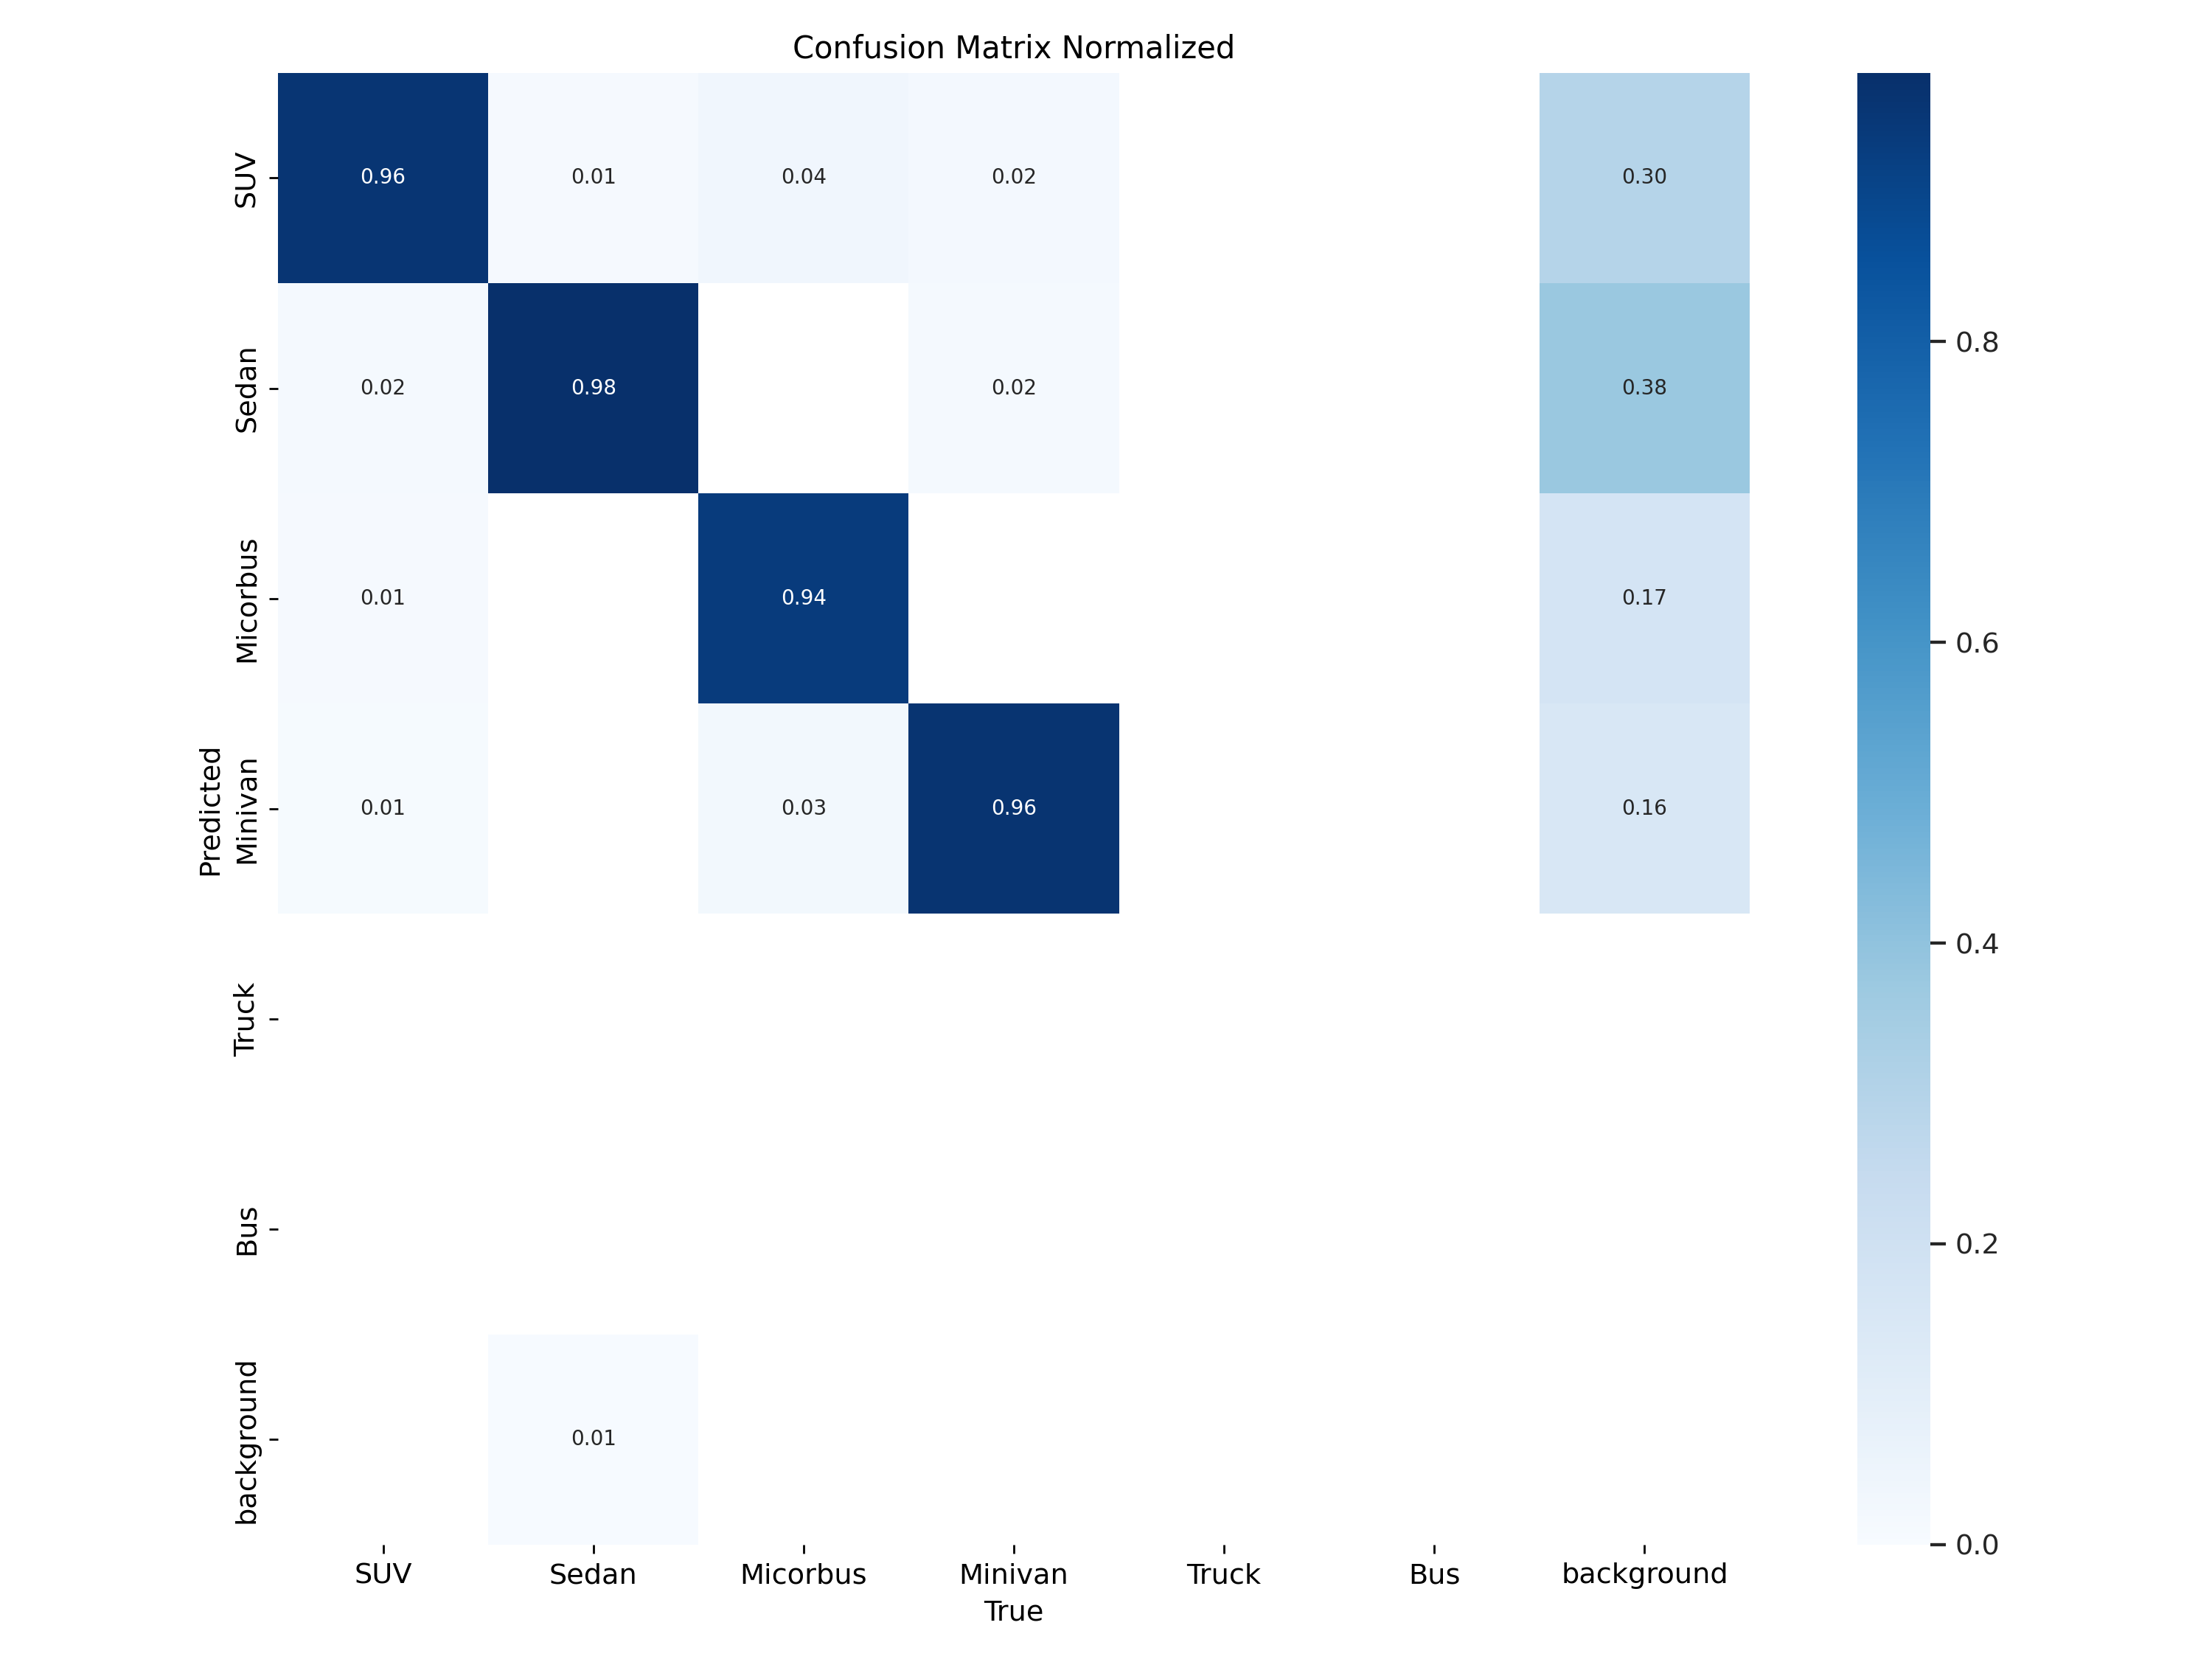 Confusion Matrix Normalized
SUV 0.96 0.01 0.04 0.02 0.30
Sedan 0.02 0.98 0.02 0.38
Micorbus 0.01 0.94 0.17
Minivan 0.01 0.03 0.96 0.16
Truck
Bus
background 0.01
Predicted
SUV Sedan Micorbus Minivan Truck Bus background
True
0.8
0.6
0.4
0.2
0.0